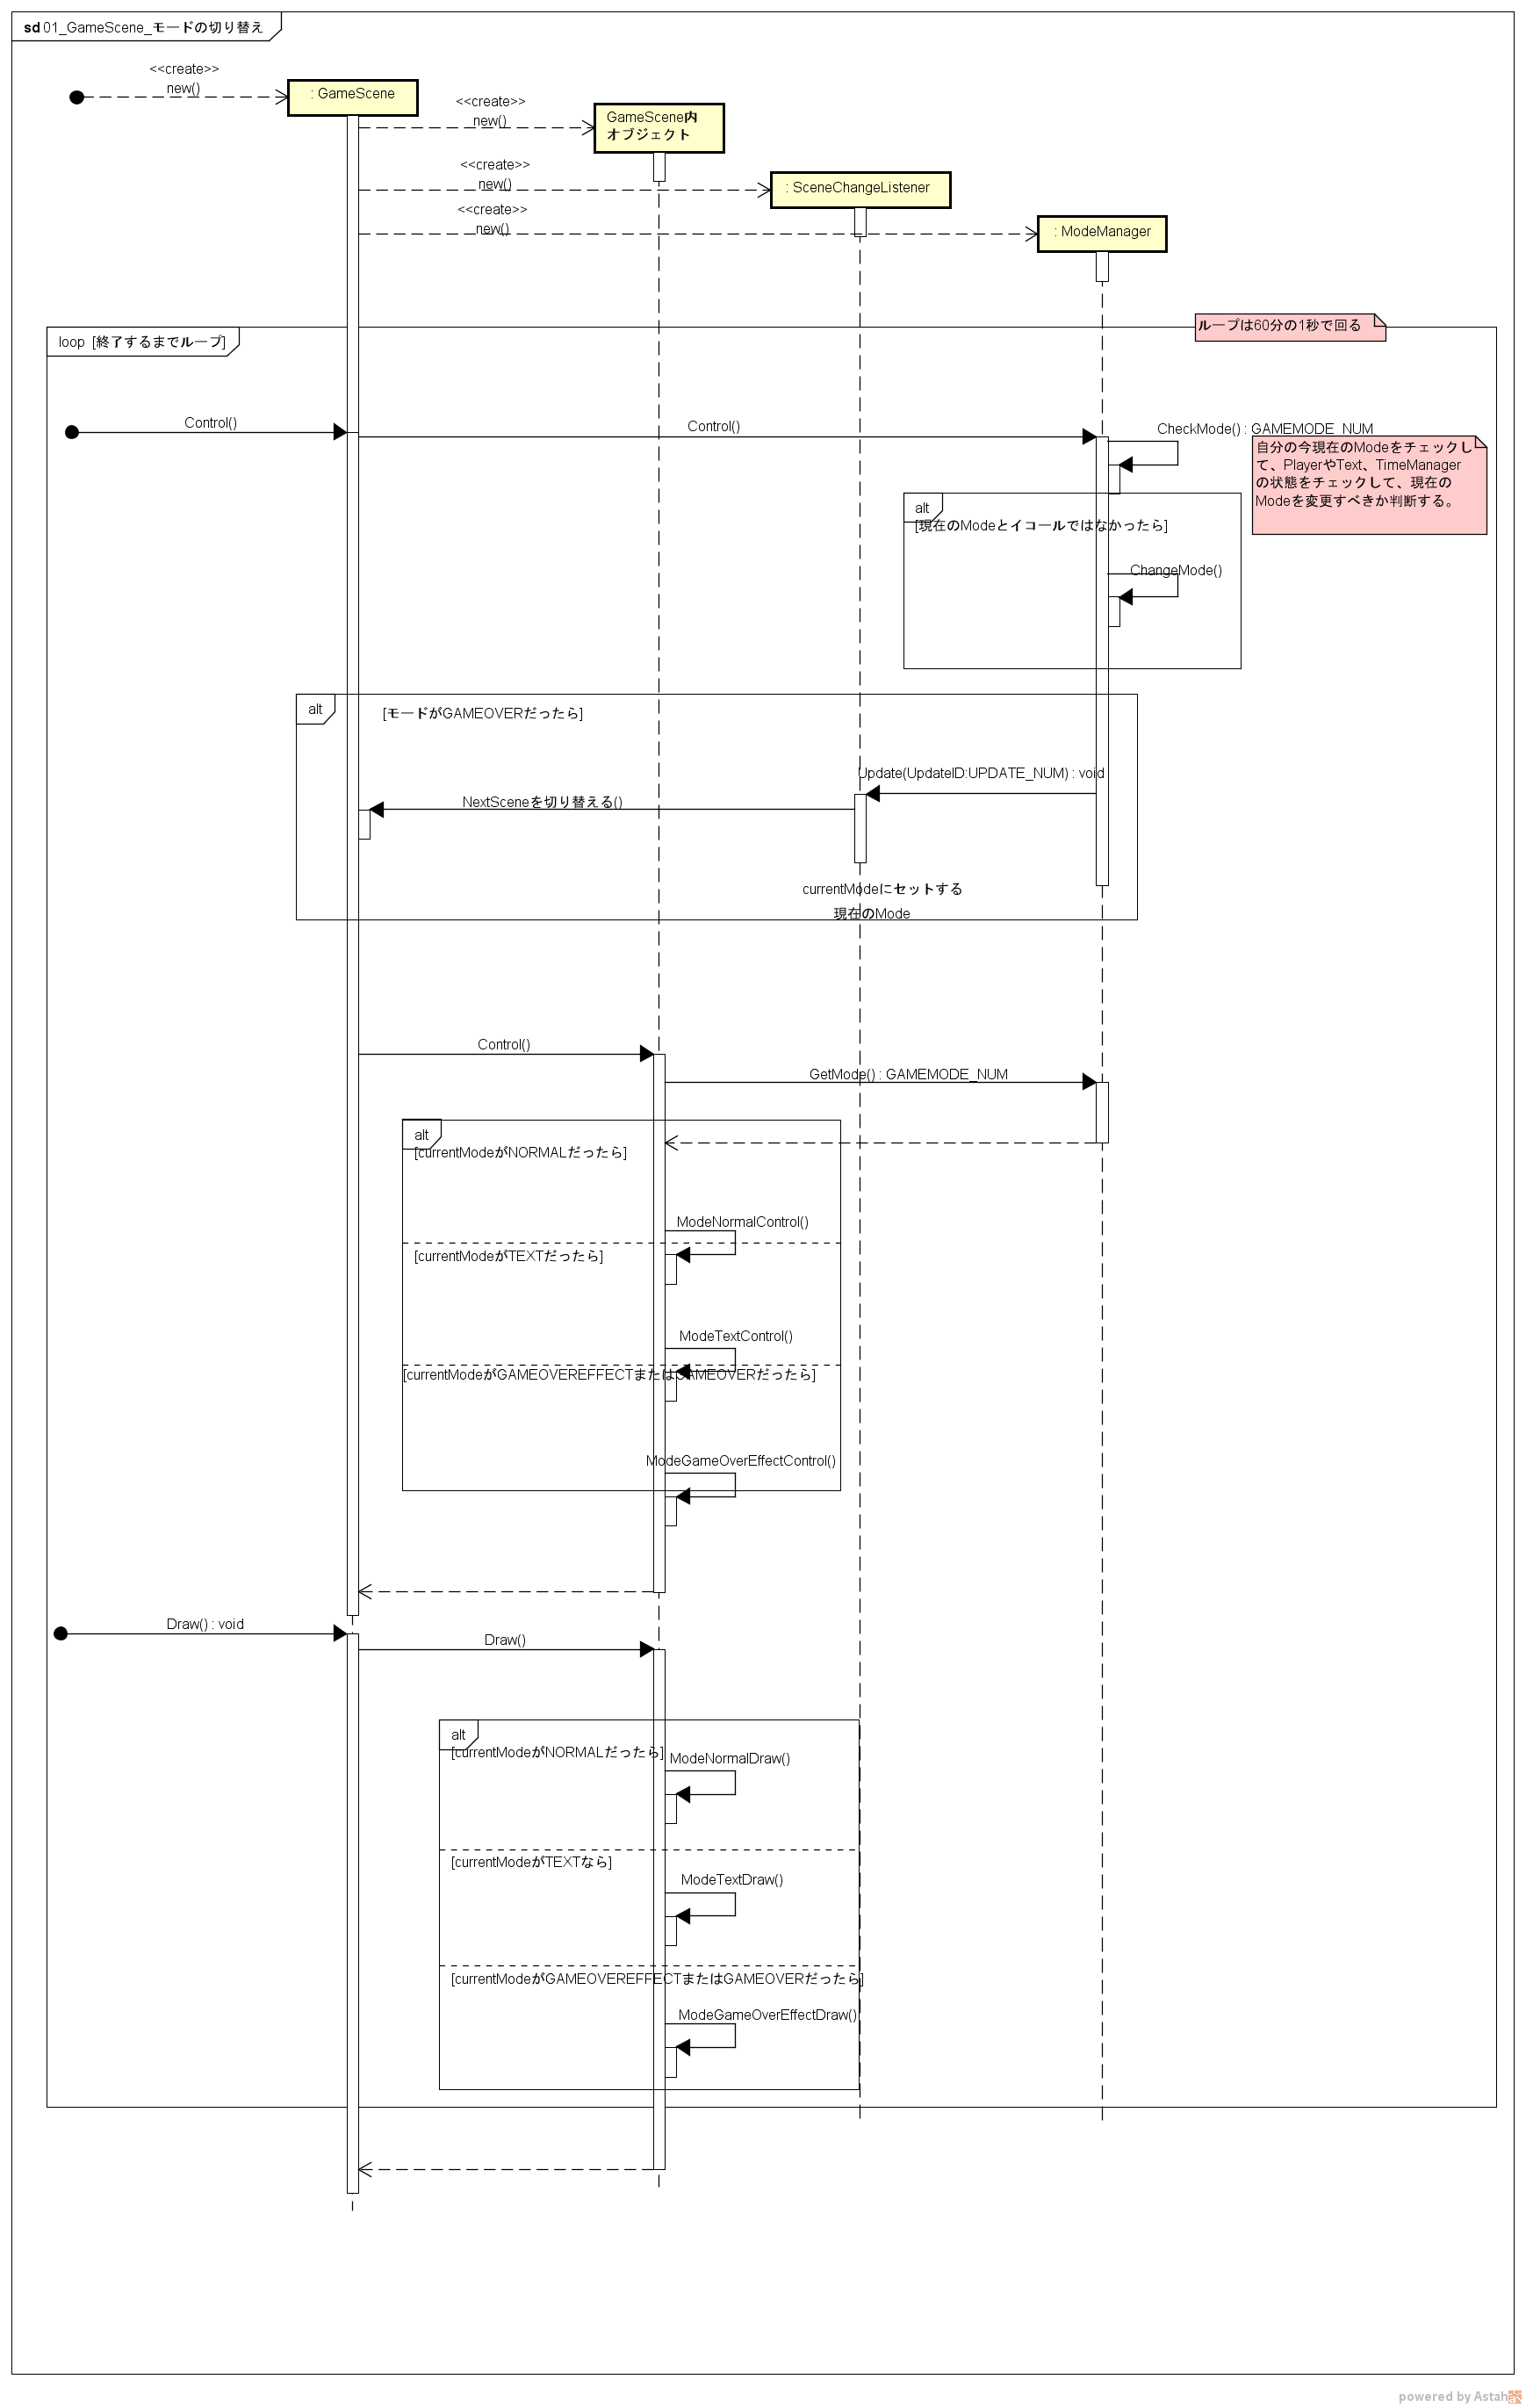 sd 01_GameScene_モードの切り替え
<<create>>
new()
: GameScene
<<create>>
new()
GameScene内
オブジェクト
<<create>>
new()
: SceneChangeListener
<<create>>
new()
: ModeManager
ループは60分の1秒で回る
loop [終了するまでループ]
Control()
Control()
CheckMode() : GAMEMODE_NUM
自分の今現在のModeをチェックし
て、PlayerやText、TimeManager
の状態をチェックして、現在の
Modeを変更すべきか判断する。
alt
[現在のModeとイコールではなかったら]
ChangeMode()
alt
[モードがGAMEOVERだったら]
Update(UpdateID:UPDATE_NUM) : void
NextSceneを切り替える()
currentModeにセットする
現在のMode
Control()
GetMode() : GAMEMODE_NUM
alt
[currentModeがNORMALだったら]
ModeNormalControl()
[currentModeがTEXTだったら]
ModeTextControl()
[currentModeがGAMEOVEREFFECTまたはGAMEOVERだったら]
ModeGameOverEffectControl()
Draw() : void
Draw()
alt
[currentModeがNORMALだったら]
ModeNormalDraw()
[currentModeがTEXTなら]
ModeTextDraw()
[currentModeがGAMEOVEREFFECTまたはGAMEOVERだったら]
ModeGameOverEffectDraw()
powered by Astah